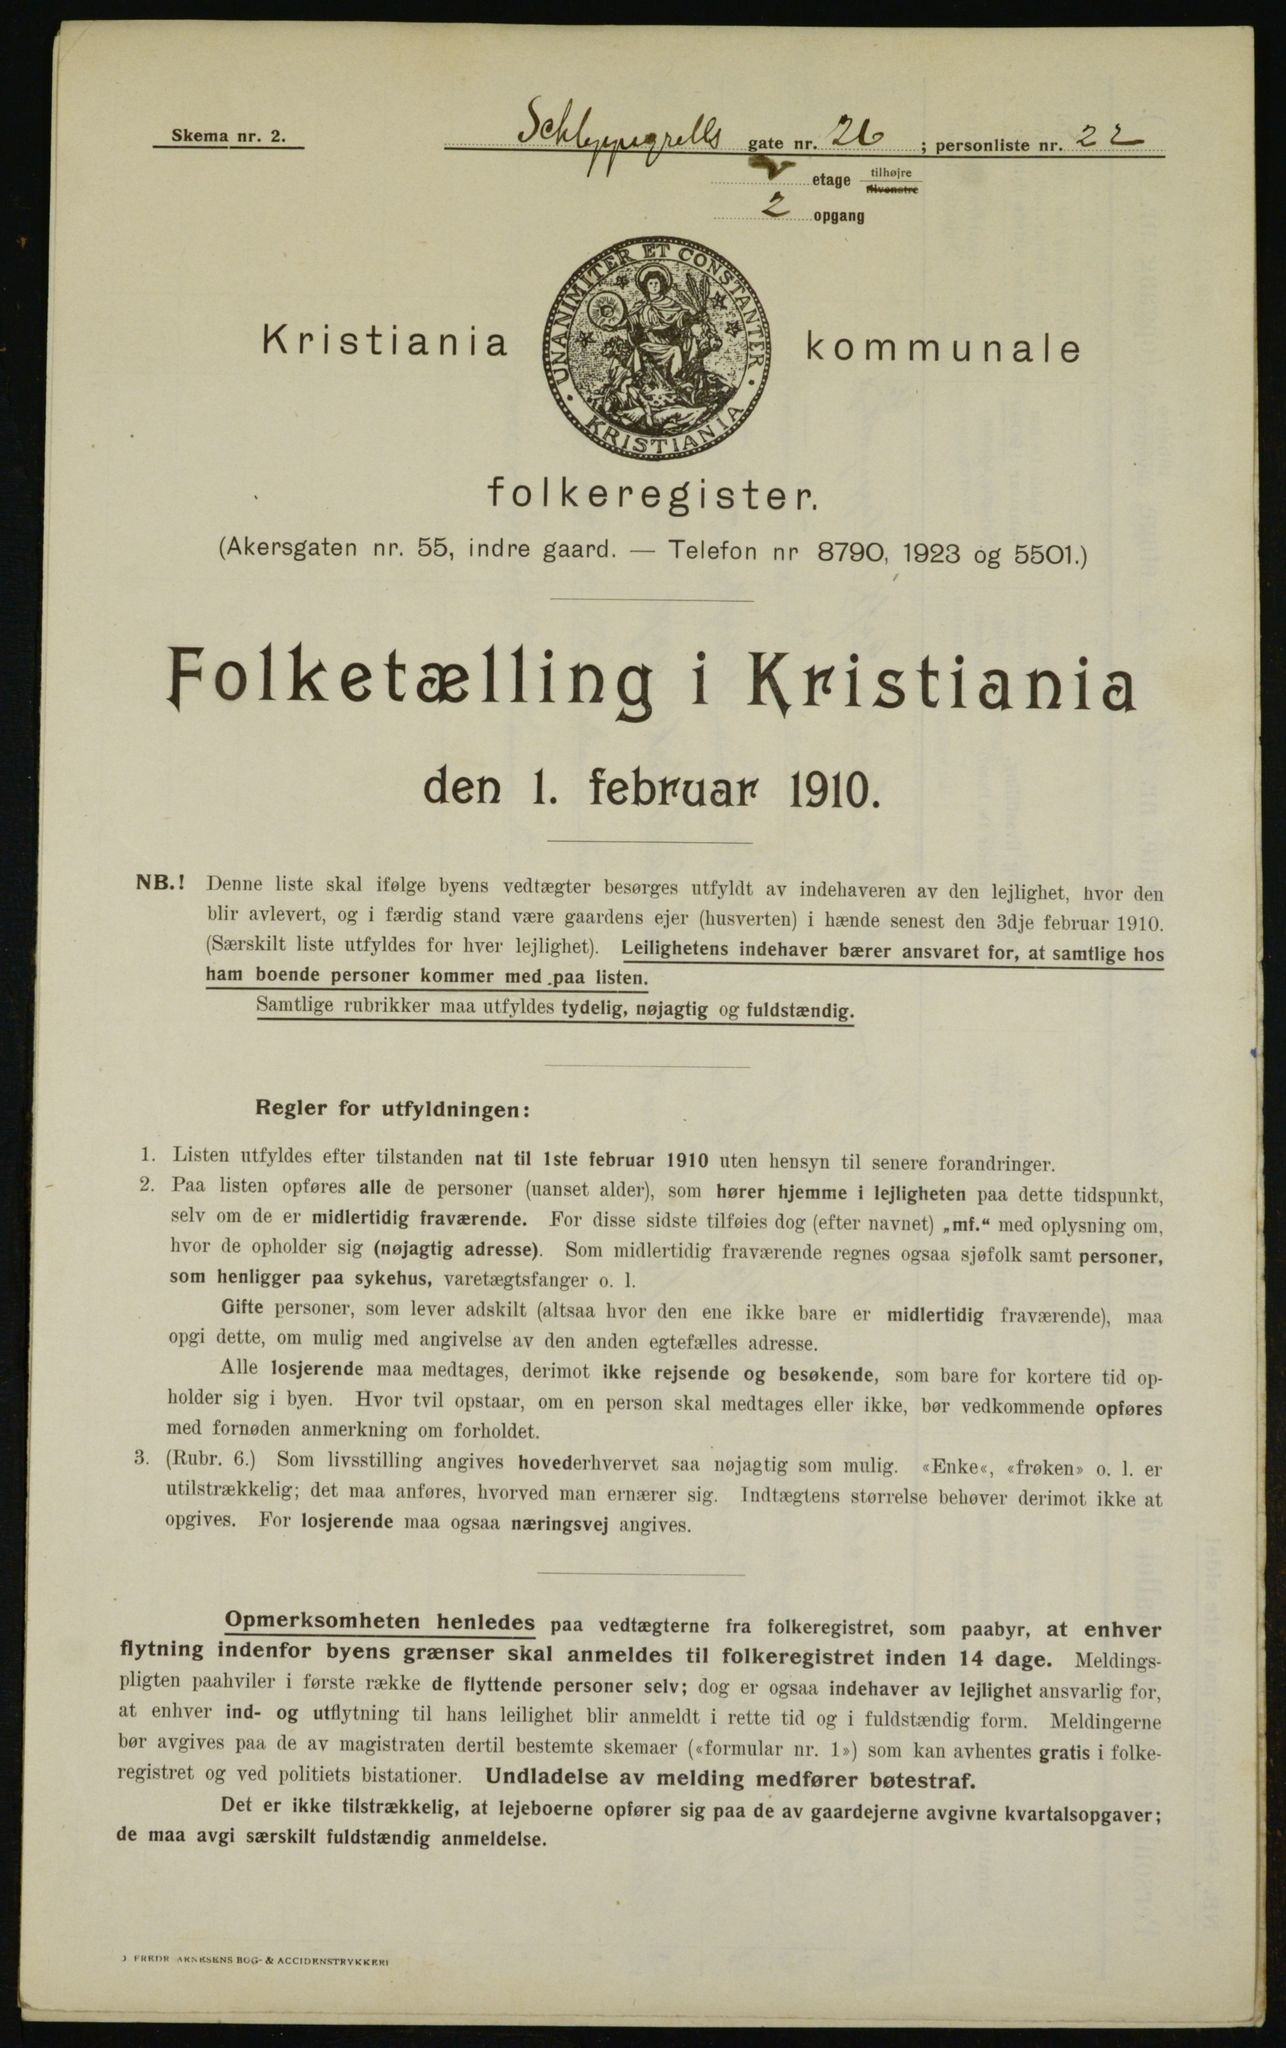 Skema nr. 2.
Schleppegrells gate nr. 26 ; personliste nr. 22
V etage tilhøjre tilvenstre
2 opgang
UNANIMITER ET CONSTANTER
KRISTIANIA
Kristiania kommunale
folkeregister.
(Akersgaten nr. 55, indre gaard. — Telefon nr 8790, 1923 og 5501.)
Folketælling i Kristiania
den 1. februar 1910.
NB.! Denne liste skal ifølge byens vedtægter besørges utfyldt av indehaveren av den lejlighet, hvor den
blir avlevert, og i færdig stand være gaardens ejer (husverten) i hænde senest den 3dje februar 1910.
(Særskilt liste utfyldes for hver lejlighet). Leilighetens indehaver bærer ansvaret for, at samtlige hos
ham boende personer kommer med paa listen.
Samtlige rubrikker maa utfyldes tydelig, nøjagtig og fuldstændig.
Regler for utfyldningen:
1. Listen utfyldes efter tilstanden nat til 1ste februar 1910 uten hensyn til senere forandringer.
2. Paa listen opføres alle de personer (uanset alder), som hører hjemme i lejligheten paa dette tidspunkt,
selv om de er midlertidig fraværende. For disse sidste tilføies dog (efter navnet) „mf.“ med oplysning om,
hvor de opholder sig (nøjagtig adresse). Som midlertidig fraværende regnes ogsaa sjøfolk samt personer,
som henligger paa sykehus, varetægtsfanger o. l.
Gifte personer, som lever adskilt (altsaa hvor den ene ikke bare er midlertidig fraværende), maa
opgi dette, om mulig med angivelse av den anden egtefælles adresse.
Alle losjerende maa medtages, derimot ikke rejsende og besøkende, som bare for kortere tid op-
holder sig i byen. Hvor tvil opstaar, om en person skal medtages eller ikke, bør vedkommende opføres
med fornøden anmerkning om forholdet.
3. (Rubr. 6.) Som livsstilling angives hovederhvervet saa nøjagtig som mulig. «Enke«, «frøken» o. l. er
utilstrækkelig; det maa anføres, hvorved man ernærer sig. Indtægtens størrelse behøver derimot ikke at
opgives. For losjerende maa ogsaa næringsvej angives.
Opmerksomheten henledes paa vedtægterne fra folkeregistret, som paabyr, at enhver
flytning indenfor byens grænser skal anmeldes til folkeregistret inden 14 dage. Meldings-
pligten paahviler i første række de flyttende personer selv; dog er ogsaa indehaver av lejlighet ansvarlig for,
at enhver ind- og utflytning til hans leilighet blir anmeldt i rette tid og i fuldstændig form. Meldingerne
bør avgives paa de av magistraten dertil bestemte skemaer («formular nr. 1») som kan avhentes gratis i folke-
registret og ved politiets bistationer. Undladelse av melding medfører bøtestraf.
Det er ikke tilstrækkelig, at lejeboerne opfører sig paa de av gaardejerne avgivne kvartalsopgaver;
de maa avgi særskilt fuldstændig anmeldelse.
J FREDR ARNESENS BOG- & ACCIDENSTRYKKERI